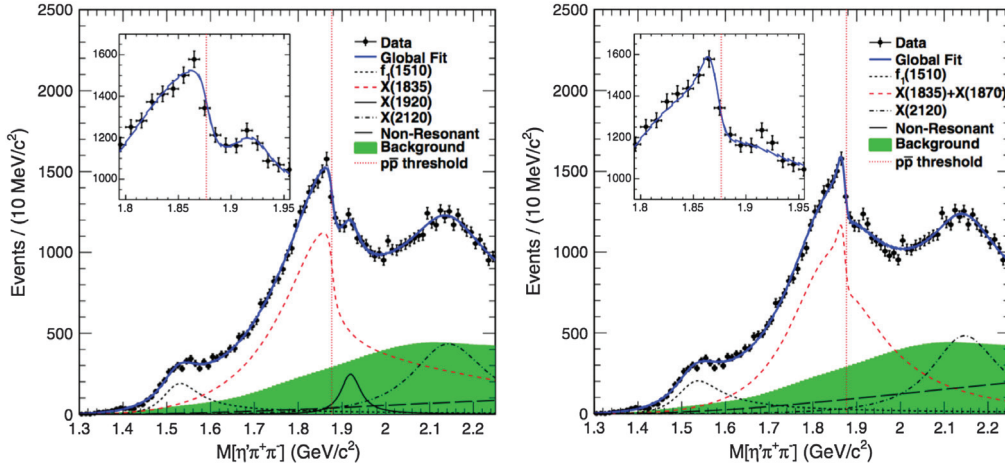 2500
2000
1500
1000
500
0
Events / (10 MeV/c²)
1600
1400
1200
1000
1.8 1.85 1.9 1.95
Data
Global Fit
f₁(1510)
X(1835)
X(1920)
X(2120)
Non-Resonant
Background
pp̄ threshold
1.3 1.4 1.5 1.6 1.7 1.8 1.9 2 2.1 2.2
M[η′π⁺π⁻] (GeV/c²)
2500
2000
1500
1000
500
0
Events / (10 MeV/c²)
1600
1400
1200
1000
1.8 1.85 1.9 1.95
Data
Global Fit
f₁(1510)
X(1835)+X(1870)
X(2120)
Non-Resonant
Background
pp̄ threshold
1.3 1.4 1.5 1.6 1.7 1.8 1.9 2 2.1 2.2
M[η′π⁺π⁻] (GeV/c²)